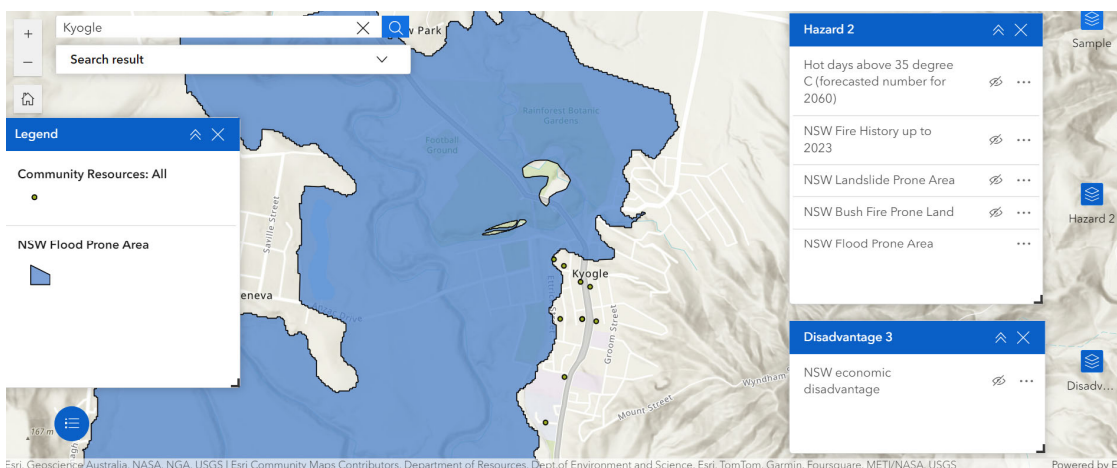 Kyogle
Search result
Park
Sample
Legend
Community Resources: All
NSW Flood Prone Area
Hazard 2
Hot days above 35 degree
C (forecasted number for
2060)
NSW Fire History up to
2023
NSW Landslide Prone Area
NSW Bush Fire Prone Land
NSW Flood Prone Area
Hazard 2
Rainforest Botanic
Gardens
Football
Ground
Saville Street
Kyogle
eneva
Anzac Drive
Groom Street
Wyndham
Mount Street
Disadvantage 3
NSW economic
disadvantage
Disadv...
167 m
Esri, Geoscience Australia, NASA, NGA, USGS | Esri Community Maps Contributors, Department of Resources, Dept of Environment and Science, Esri, TomTom, Garmin, Foursquare, METI/NASA, USGS
Powered by E